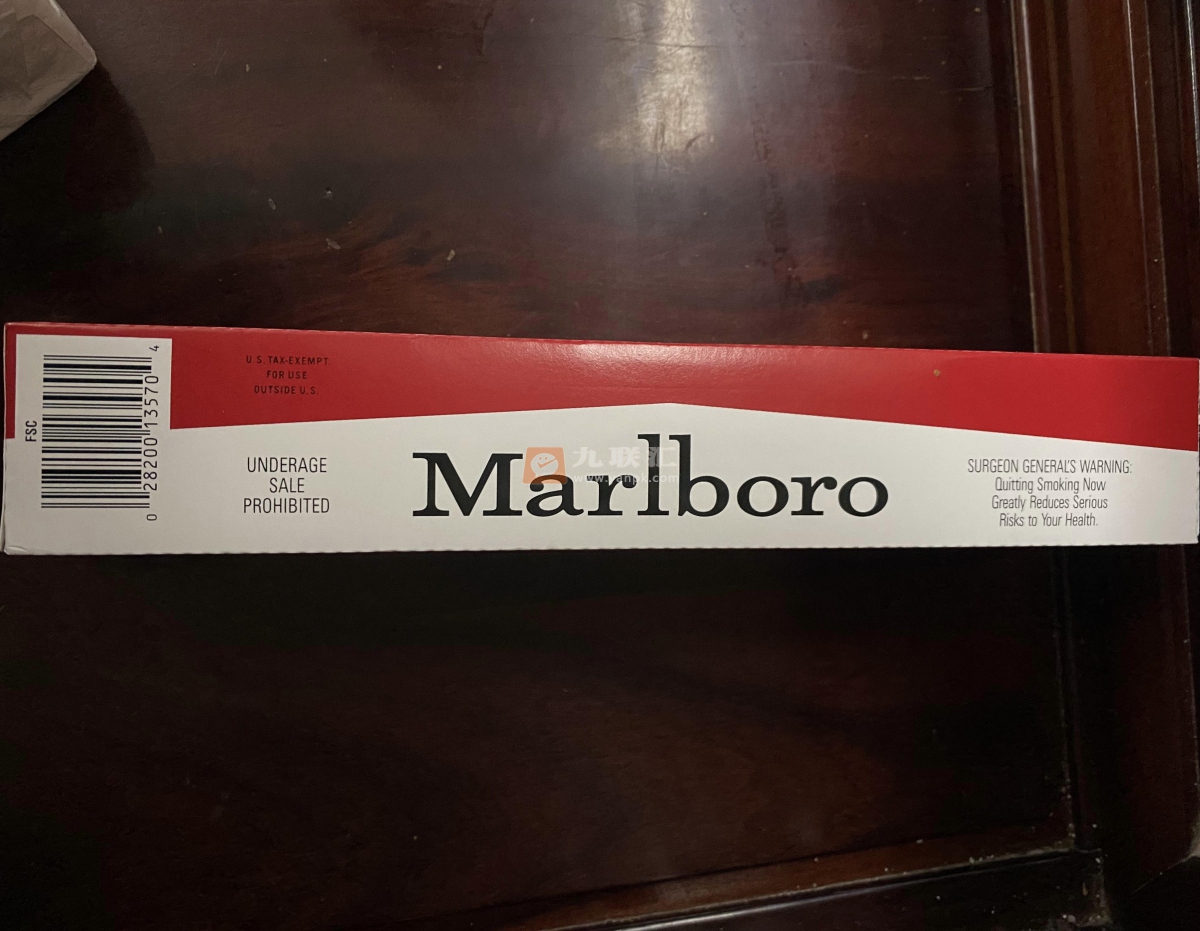 FSC
0 28200 13570 4
U.S. TAX-EXEMPT
FOR USE
OUTSIDE U.S.
UNDERAGE
SALE
PROHIBITED
Marlboro
九联汇
SURGEON GENERAL'S WARNING:
Quitting Smoking Now
Greatly Reduces Serious
Risks to Your Health.